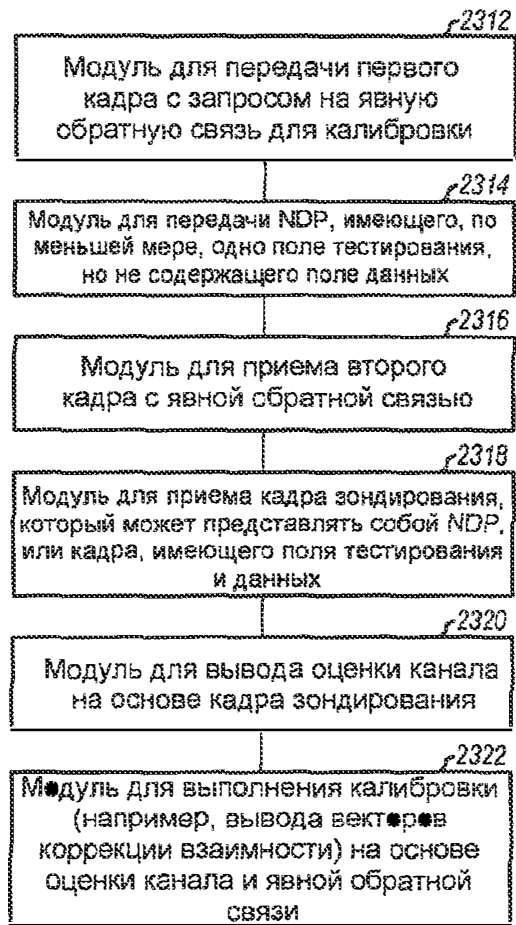 2312
Модуль для передачи первого
кадра с запросом на явную
обратную связь для калибровки
2314
Модуль для передачи NDP, имеющего, по
меньшей мере, одно поле тестирования,
но не содержащего поле данных
2316
Модуль для приема второго
кадра с явной обратной связью
2318
Модуль для приема кадра зондирования,
который может представлять собой NDP,
или кадра, имеющего поля тестирования
и данных
2320
Модуль для вывода оценки канала
на основе кадра зондирования
2322
Модуль для выполнения калибровки
(например, вывода векторов
коррекции взаимности) на основе
оценки канала и явной обратной
связи